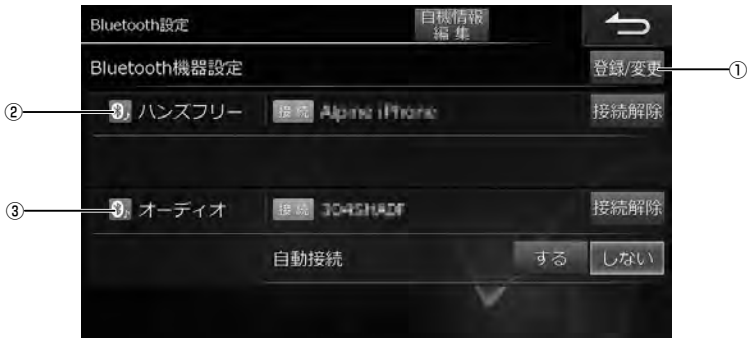 Bluetooth設定
自機情報
編 集
Bluetooth機器設定
登録/変更
①
②
ハンズフリー
接 続
Alpine iPhone
接続解除
③
オーディオ
接 続
304SHADF
接続解除
自動接続
する
しない